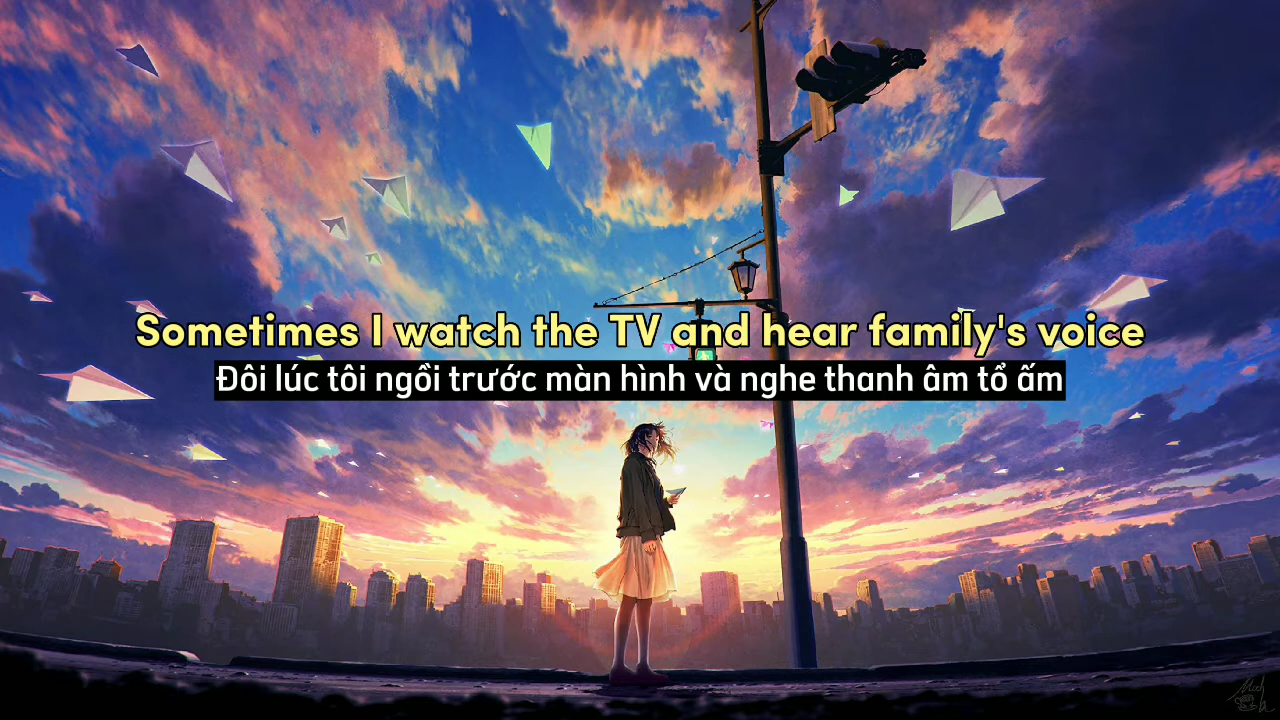 Sometimes I watch the TV and hear family's voice
Đôi lúc tôi ngồi trước màn hình và nghe thanh âm tổ ấm